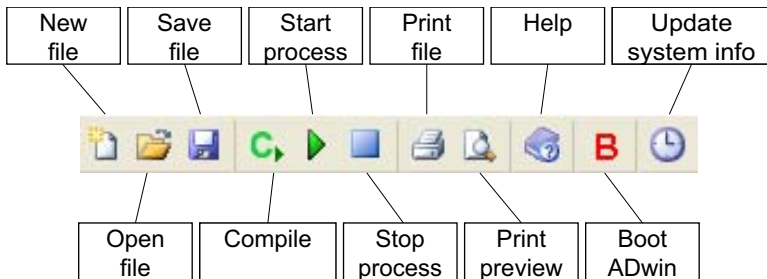 New
file
Save
file
Start
process
Print
file
Help
Update
system info
C
B
Open
file
Compile
Stop
process
Print
preview
Boot
ADwin